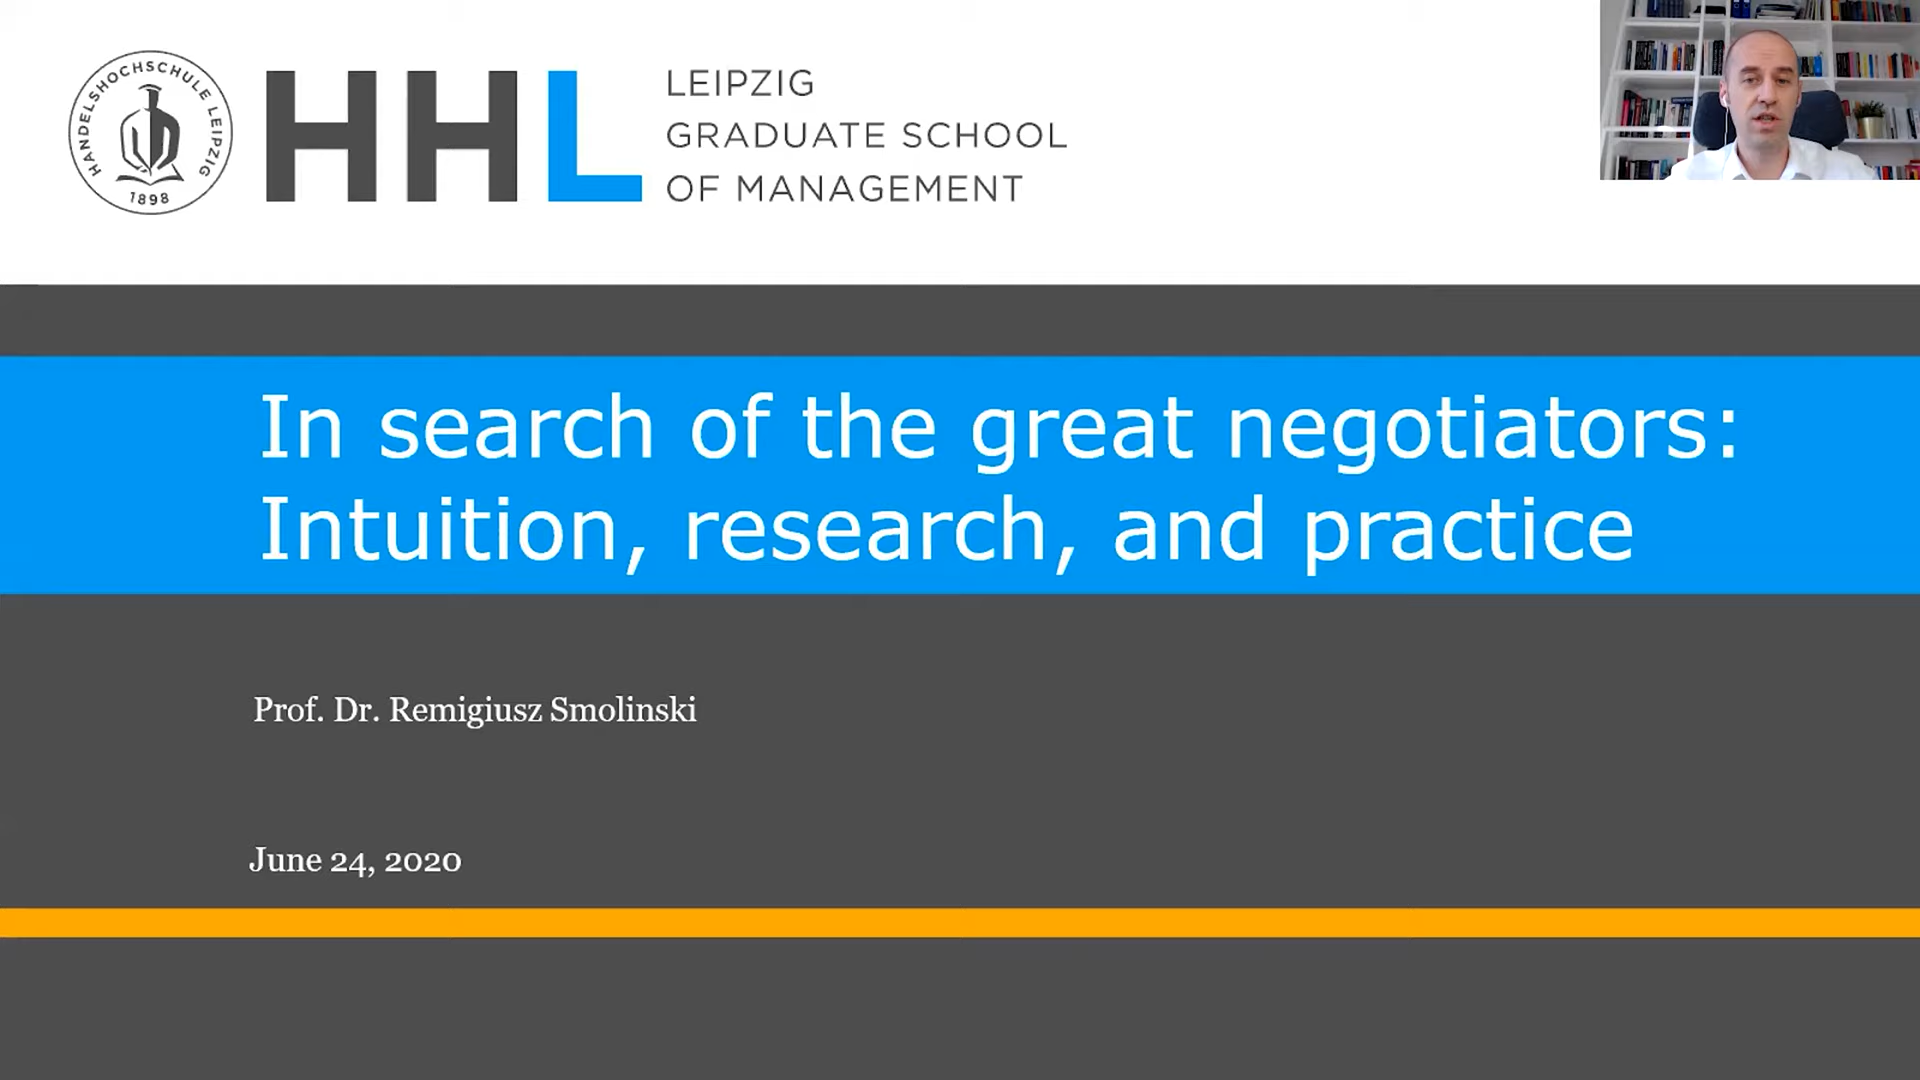 HANDELSHOCHSCHULE LEIPZIG
1898
HHL
LEIPZIG
GRADUATE SCHOOL
OF MANAGEMENT
In search of the great negotiators:
Intuition, research, and practice
Prof. Dr. Remigiusz Smolinski
June 24, 2020